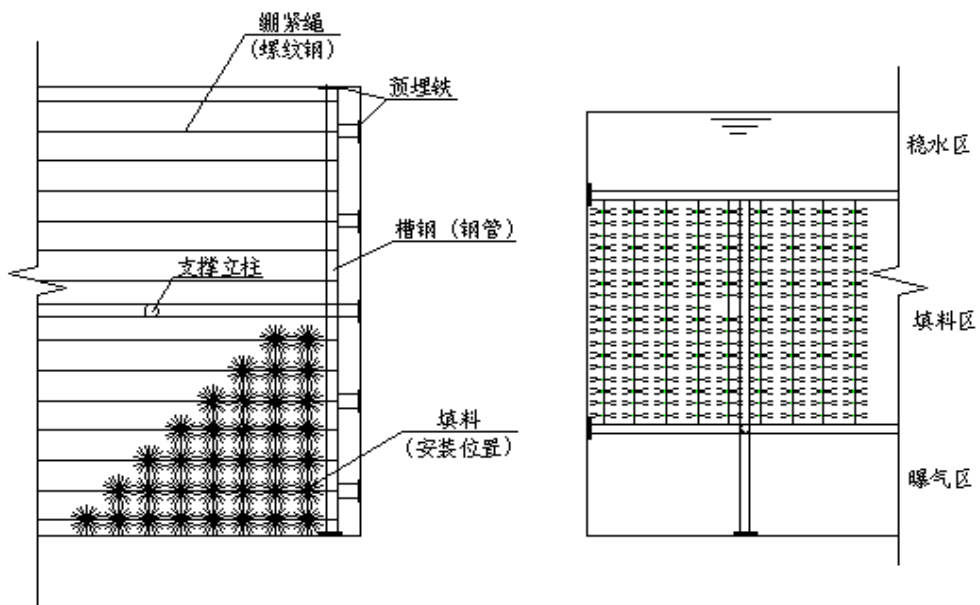 绷紧绳
(螺纹钢)
预埋铁
槽钢（钢管）
支撑立柱
填料
(安装位置)
稳水区
填料区
曝气区